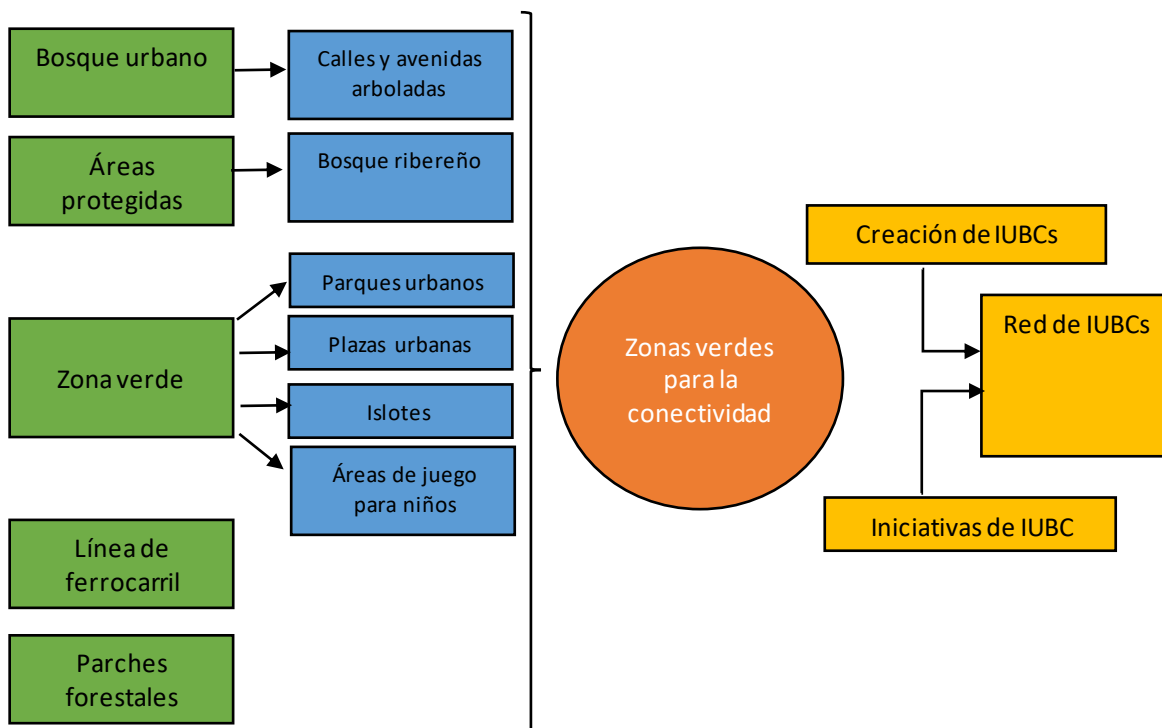 Bosque urbano
Calles y avenidas
arboladas
Áreas
protegidas
Bosque ribereño
Zona verde
Parques urbanos
Plazas urbanas
Islotes
Áreas de juego
para niños
Línea de
ferrocarril
Parches
forestales
Zonas verdes
para la
conectividad
Creación de IUBCs
Red de IUBCs
Iniciativas de IUBC